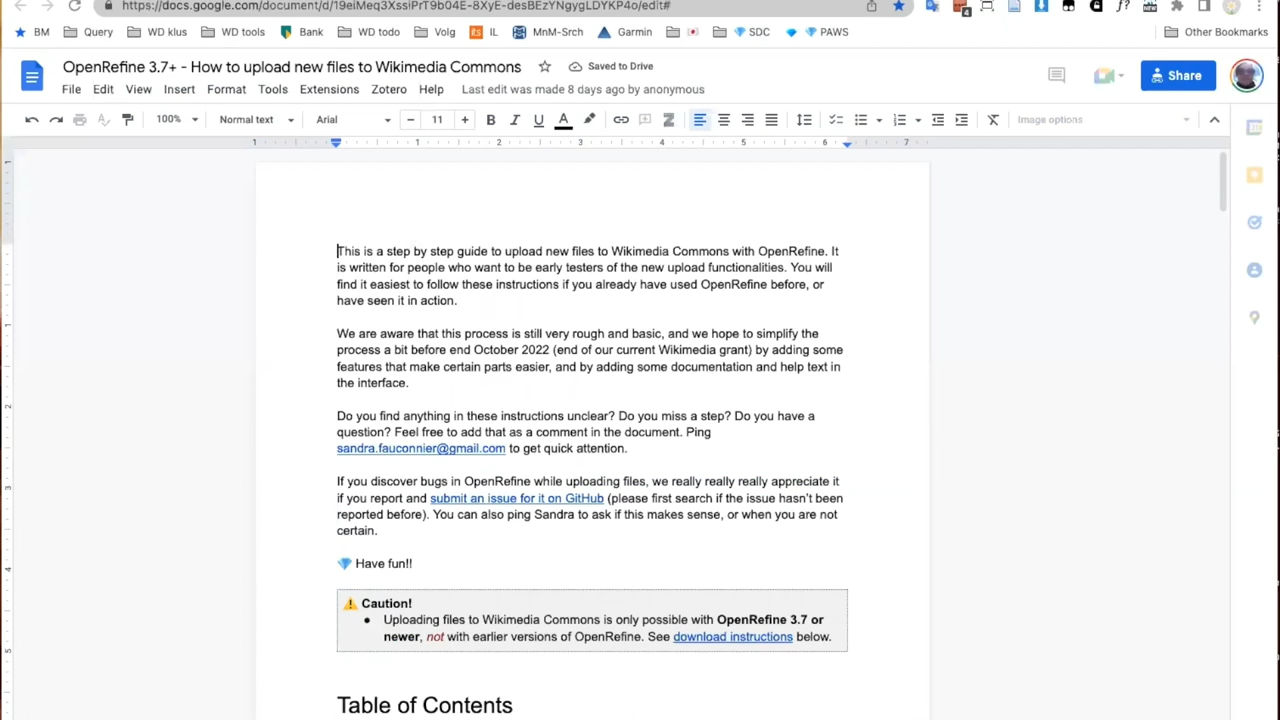 https://docs.google.com/document/d/19eiMeq3XssiPrT9b04E-8XyE-desBEzYNgygLDYKP4o/edit#
BM Query WD klus WD tools Bank WD todo Volg IL MnM-Srch Garmin SDC PAWS Other Bookmarks
OpenRefine 3.7+ - How to upload new files to Wikimedia Commons Saved to Drive
File Edit View Insert Format Tools Extensions Zotero Help Last edit was made 8 days ago by anonymous
Share
100% Normal text Arial 11 Image options
1 1 2 3 4 5 6 7
This is a step by step guide to upload new files to Wikimedia Commons with OpenRefine. It
is written for people who want to be early testers of the new upload functionalities. You will
find it easiest to follow these instructions if you already have used OpenRefine before, or
have seen it in action.
We are aware that this process is still very rough and basic, and we hope to simplify the
process a bit before end October 2022 (end of our current Wikimedia grant) by adding some
features that make certain parts easier, and by adding some documentation and help text in
the interface.
Do you find anything in these instructions unclear? Do you miss a step? Do you have a
question? Feel free to add that as a comment in the document. Ping
sandra.fauconnier@gmail.com to get quick attention.
If you discover bugs in OpenRefine while uploading files, we really really really appreciate it
if you report and submit an issue for it on GitHub (please first search if the issue hasn't been
reported before). You can also ping Sandra to ask if this makes sense, or when you are not
certain.
💎 Have fun!!
⚠️ Caution!
● Uploading files to Wikimedia Commons is only possible with OpenRefine 3.7 or
newer, not with earlier versions of OpenRefine. See download instructions below.
Table of Contents